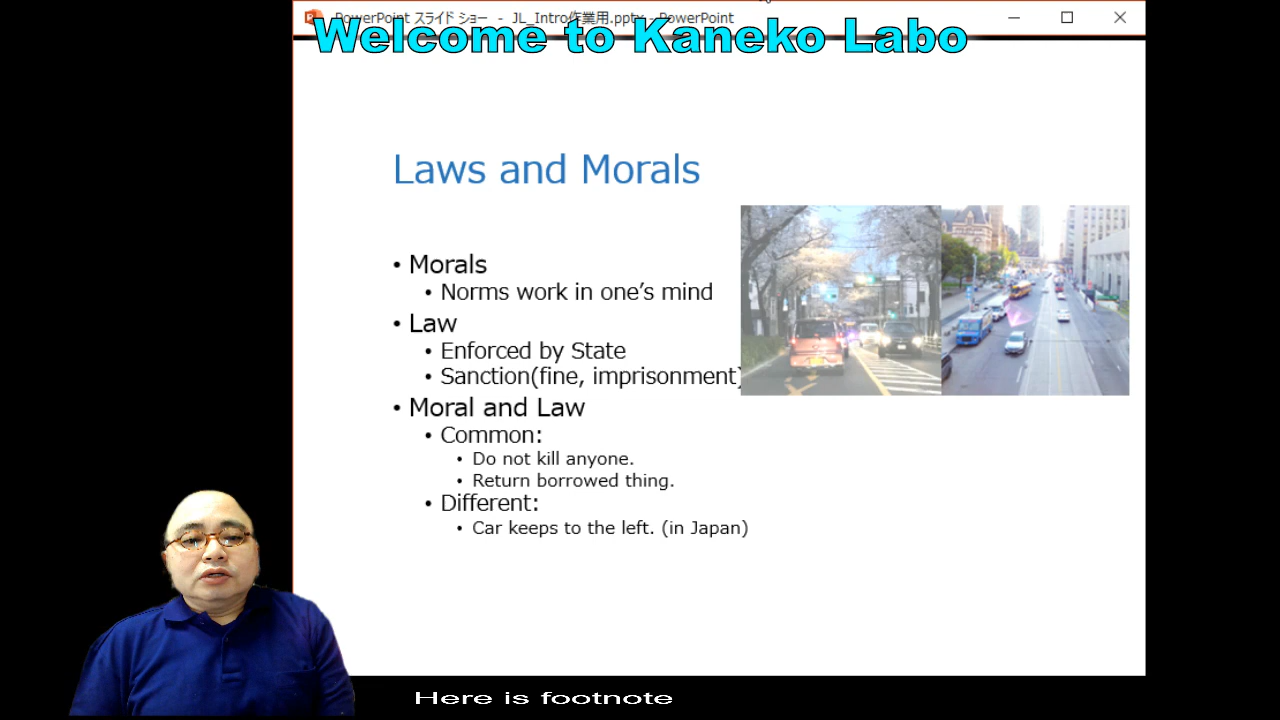 PowerPoint スライド ショー - JL_Intro作業用.pptx - PowerPoint
Welcome to Kaneko Labo
Laws and Morals
• Morals
• Norms work in one's mind
• Law
• Enforced by State
• Sanction(fine, imprisonment)
• Moral and Law
• Common:
• Do not kill anyone.
• Return borrowed thing.
• Different:
• Car keeps to the left. (in Japan)
Here is footnote